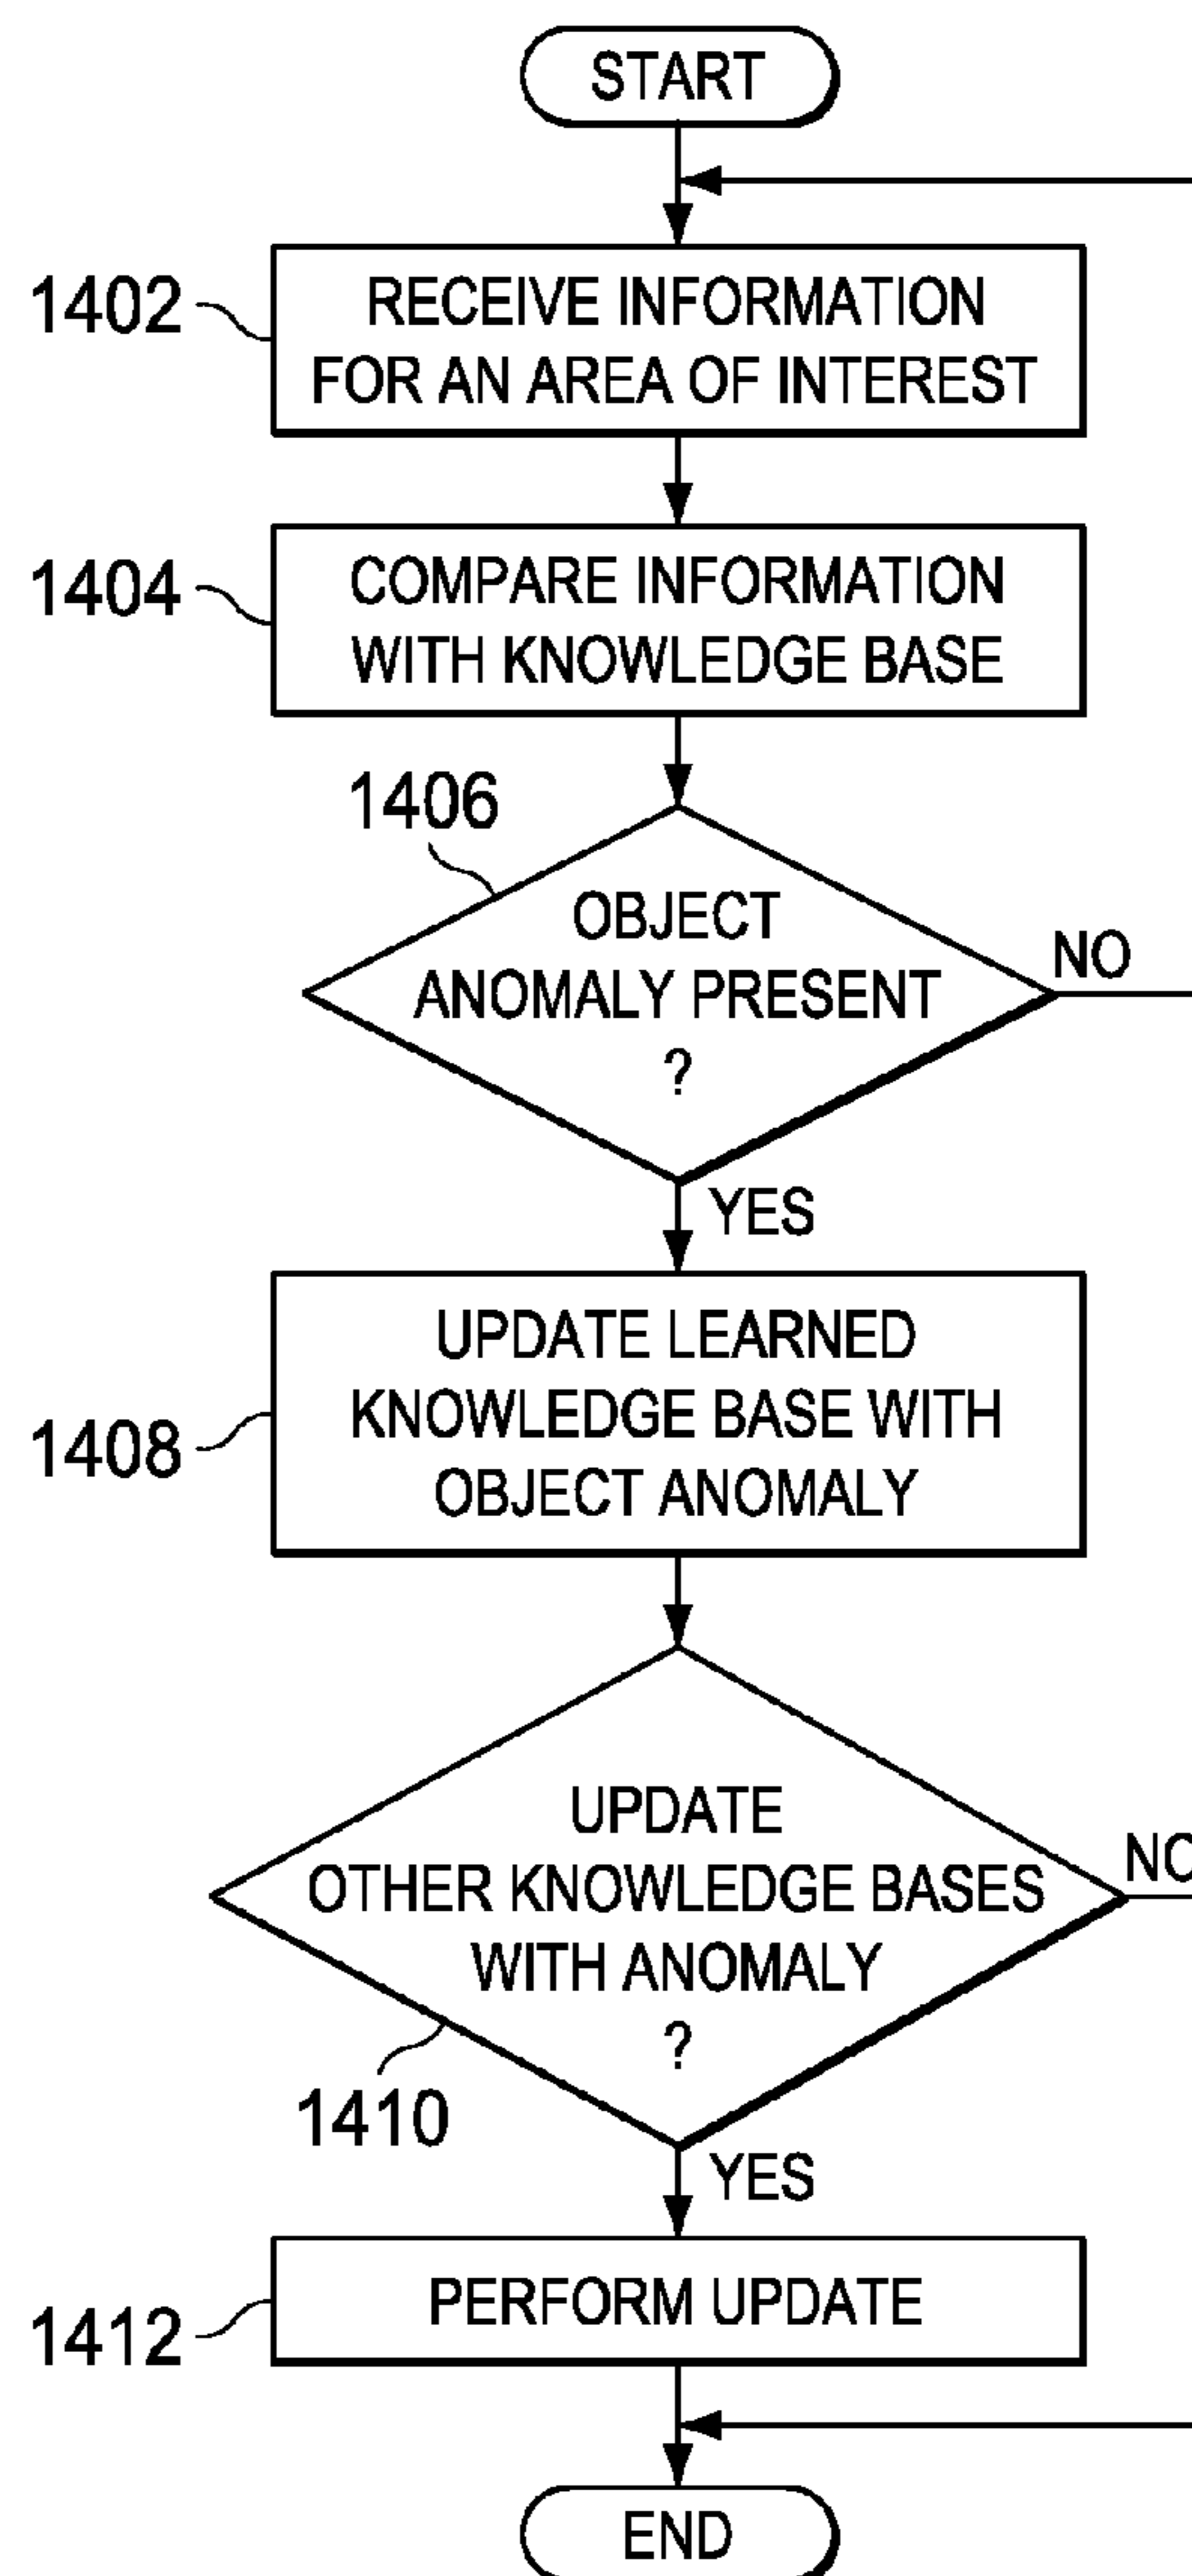 START
1402
RECEIVE INFORMATION
FOR AN AREA OF INTEREST
1404
COMPARE INFORMATION
WITH KNOWLEDGE BASE
1406
OBJECT
ANOMALY PRESENT
?
NO
YES
1408
UPDATE LEARNED
KNOWLEDGE BASE WITH
OBJECT ANOMALY
UPDATE
OTHER KNOWLEDGE BASES
WITH ANOMALY
?
NO
1410
YES
1412
PERFORM UPDATE
END